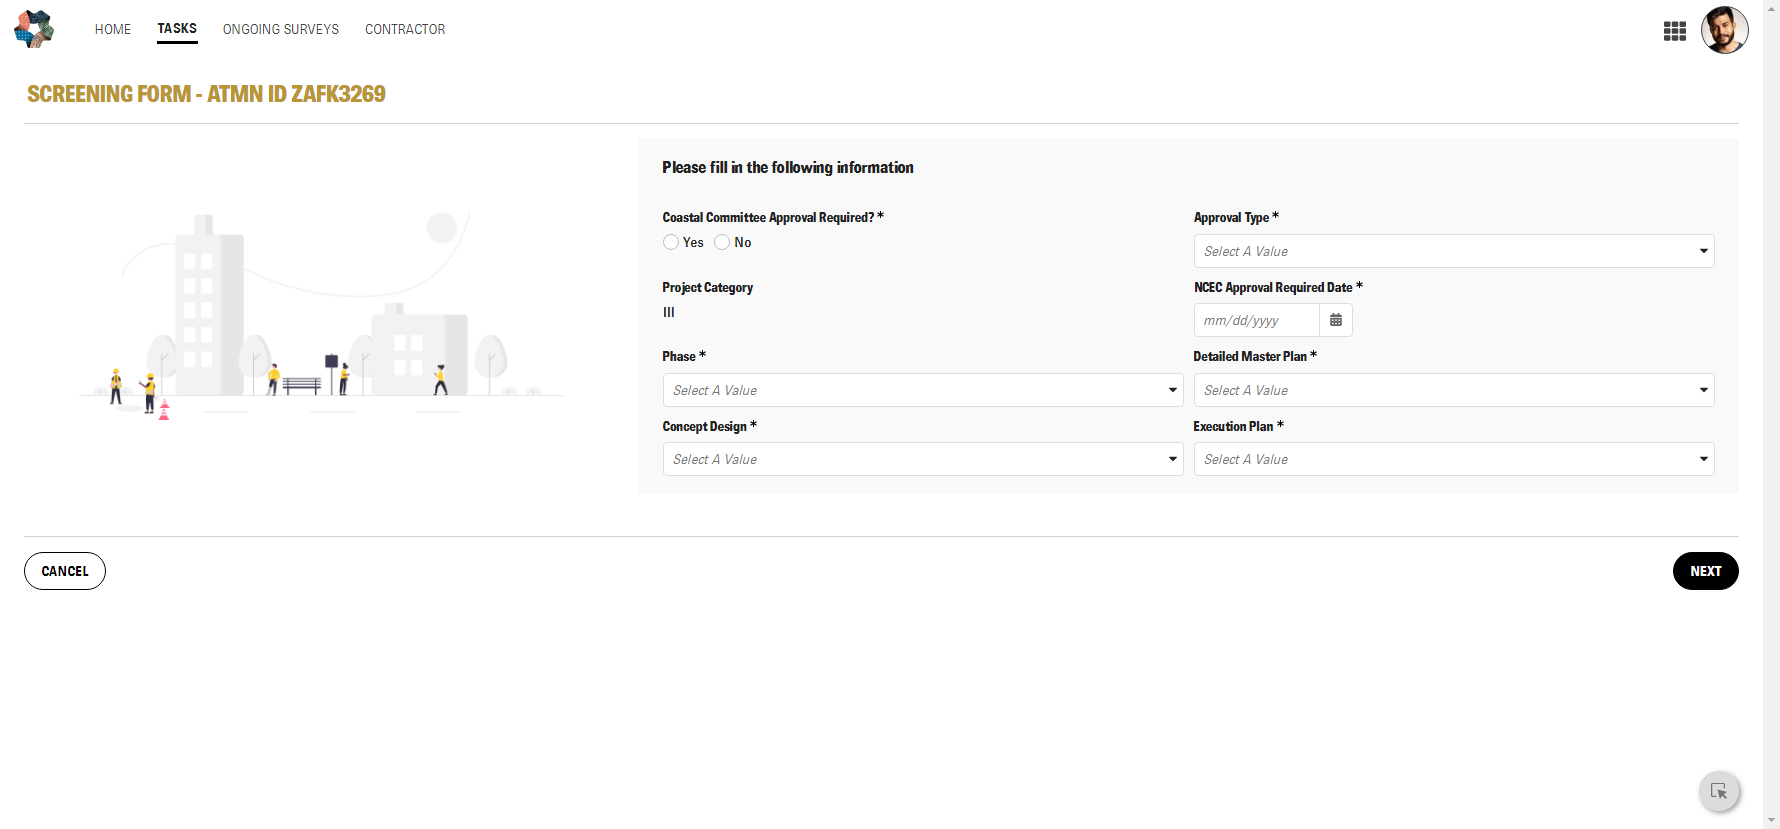 HOME TASKS ONGOING SURVEYS CONTRACTOR
SCREENING FORM - ATMN ID ZAFK3269
Please fill in the following information
Coastal Committee Approval Required? *
Yes No
Approval Type *
Select A Value
Project Category
III
NCEC Approval Required Date *
mm/dd/yyyy
Phase *
Select A Value
Detailed Master Plan *
Select A Value
Concept Design *
Select A Value
Execution Plan *
Select A Value
CANCEL
NEXT